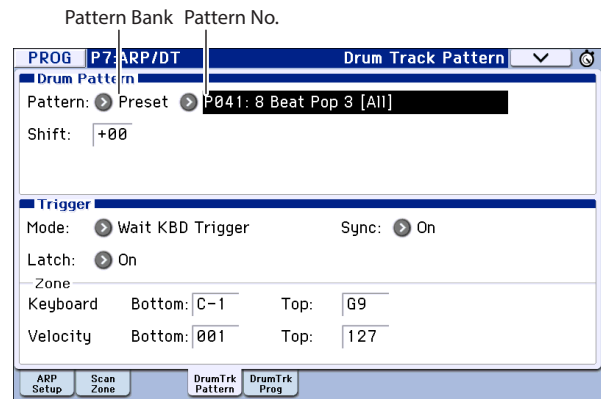 Pattern Bank Pattern No.
PROG P7:ARP/DT Drum Track Pattern
Drum Pattern
Pattern: Preset P041: 8 Beat Pop 3 [All]
Shift: +00
Trigger
Mode: Wait KBD Trigger Sync: On
Latch: On
Zone
Keyboard Bottom: C-1 Top: G9
Velocity Bottom: 001 Top: 127
ARP Setup Scan Zone DrumTrk Pattern DrumTrk Prog